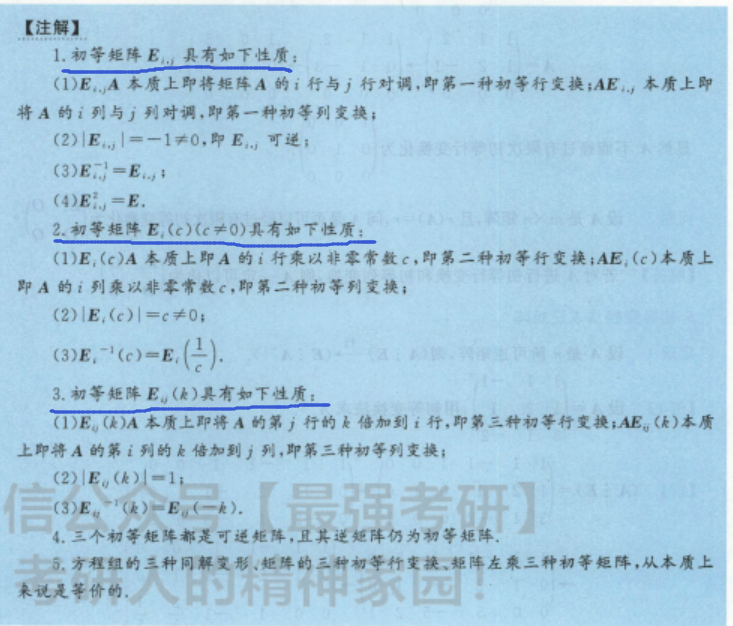 【注解】
1. 初等矩阵 E_{i,j} 具有如下性质:
(1)E_{i,j}A 本质上即将矩阵 A 的 i 行与 j 行对调,即第一种初等行变换;AE_{i,j} 本质上即
将 A 的 i 列与 j 列对调,即第一种初等列变换;
(2)|E_{i,j}|=-1≠0,即 E_{i,j} 可逆;
(3)E_{i,j}^{-1}=E_{i,j};
(4)E_{i,j}^{2}=E.
2. 初等矩阵 E_i(c)(c≠0)具有如下性质:
(1)E_i(c)A 本质上即 A 的 i 行乘以非零常数 c,即第二种初等行变换;AE_i(c)本质上
即 A 的 i 列乘以非零常数 c,即第二种初等列变换;
(2)|E_i(c)|=c≠0;
(3)E_i^{-1}(c)=E_i(1/c).
3. 初等矩阵 E_{ij}(k)具有如下性质:
(1)E_{ij}(k)A 本质上即将 A 的第 j 行的 k 倍加到 i 行,即第三种初等行变换;AE_{ij}(k)本质
上即将 A 的第 i 列的 k 倍加到 j 列,即第三种初等列变换;
(2)|E_{ij}(k)|=1;
(3)E_{ij}^{-1}(k)=E_{ij}(-k).
4. 三个初等矩阵都是可逆矩阵,且其逆矩阵仍为初等矩阵.
5. 方程组的三种同解变形、矩阵的三种初等行变换、矩阵左乘三种初等矩阵,从本质上
来说是等价的.
信公众号【最强考研】
考研人的精神家园!